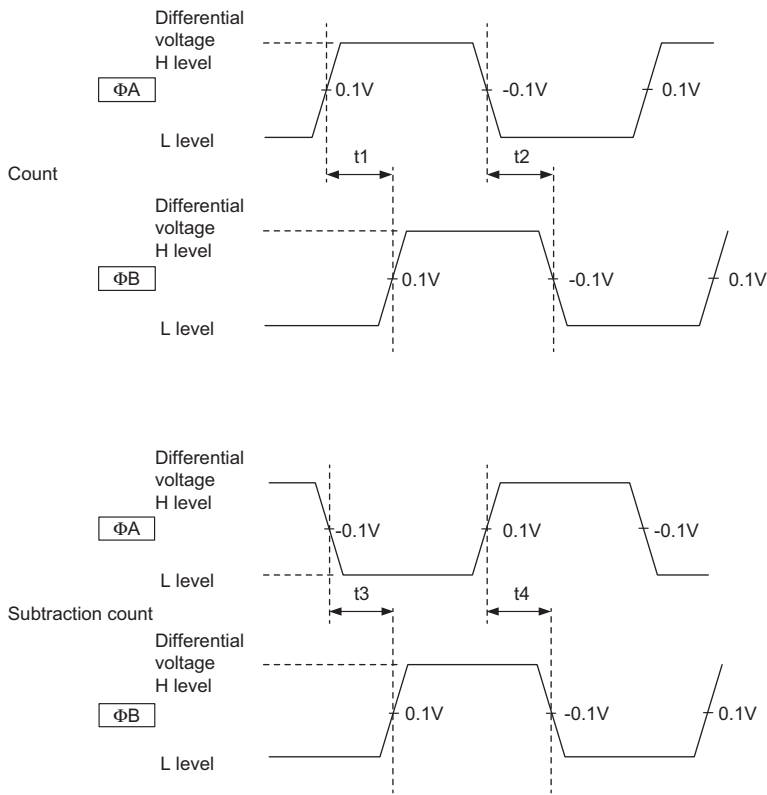 Differential
voltage
H level
ΦA
0.1V
-0.1V
0.1V
L level
t1
t2
Count
Differential
voltage
H level
ΦB
0.1V
-0.1V
0.1V
L level
Differential
voltage
H level
ΦA
-0.1V
0.1V
-0.1V
L level
t3
t4
Subtraction count
Differential
voltage
H level
ΦB
0.1V
-0.1V
0.1V
L level